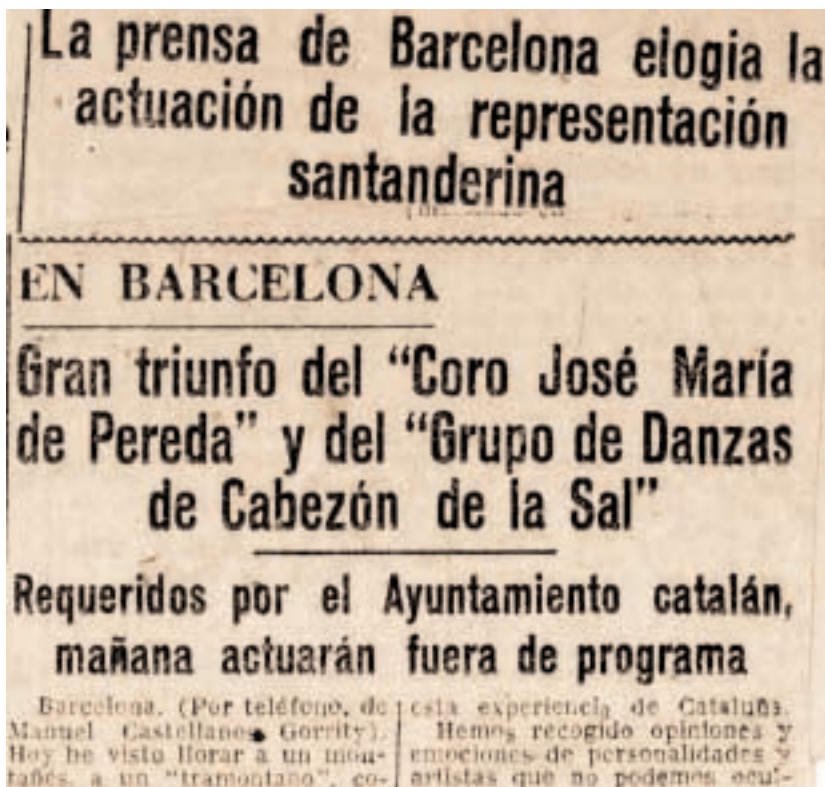 La prensa de Barcelona elogia la
actuación de la representación
santanderina
EN BARCELONA
Gran triunfo del “Coro José María
de Pereda” y del “Grupo de Danzas
de Cabezón de la Sal”
Requeridos por el Ayuntamiento catalán,
mañana actuarán fuera de programa
Barcelona. (Por teléfono, de
Manuel Castellanos Gorrity).
Hoy he visto llorar a un mon-
tañés, a un “tramontano”, co-
esta experiencia de Cataluña.
Hemos recogido opiniones y
emociones de personalidades y
artistas que no podemos ocul-